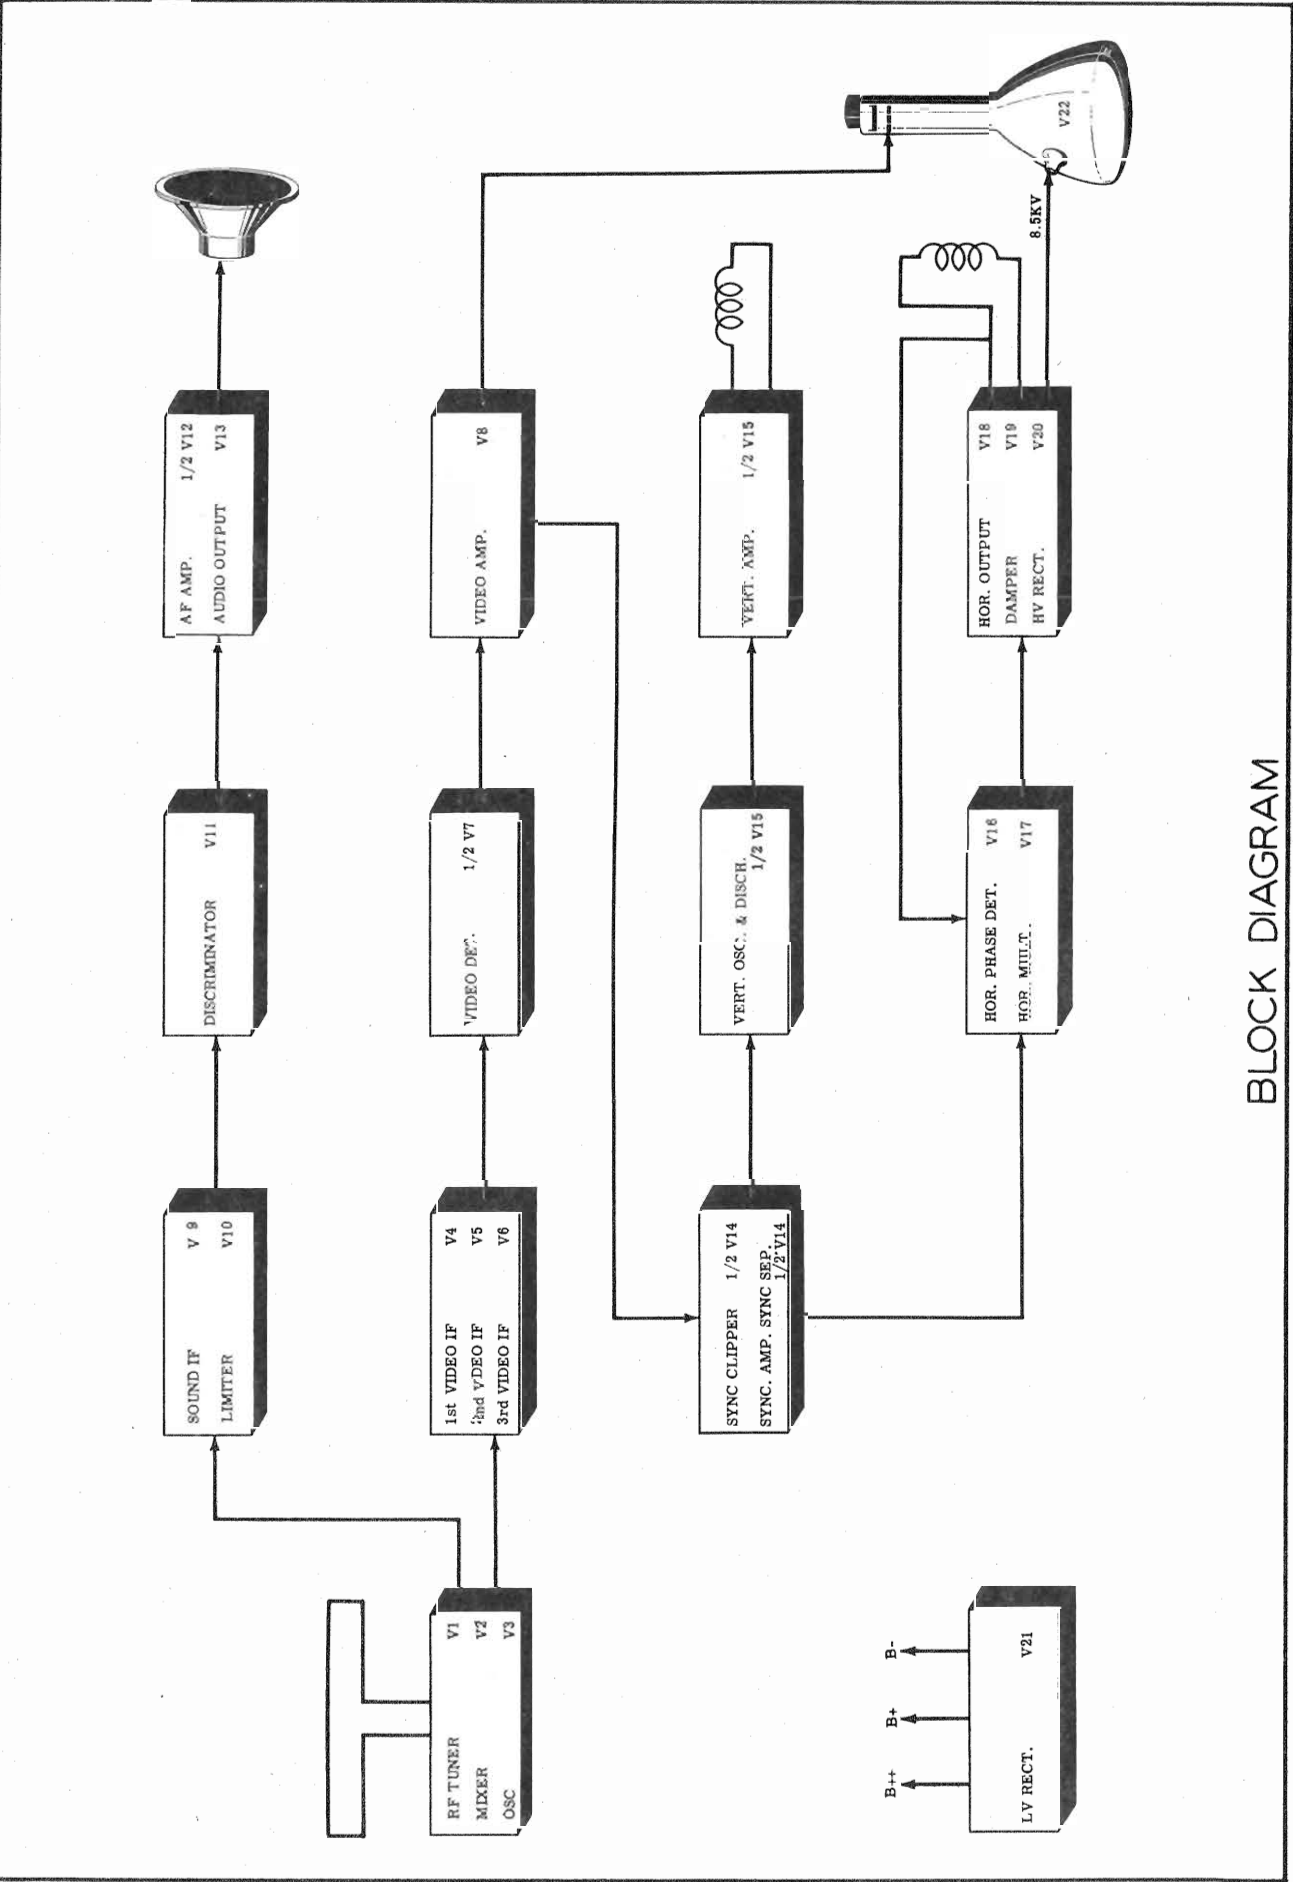 AF AMP. 1/2 V12
AUDIO OUTPUT V13
DISCRIMINATOR V11
SOUND IF V 9
LIMITER V10
VIDEO AMP. V8
VIDEO DET. 1/2 V7
1st VIDEO IF V4
2nd VIDEO IF V5
3rd VIDEO IF V6
RF TUNER V1
MIXER V2
OSC V3
VERT. AMP. 1/2 V15
VERT. OSC. & DISCH.
1/2 V15
SYNC CLIPPER 1/2 V14
SYNC. AMP. SYNC SEP.
1/2 V14
HOR. OUTPUT V18
DAMPER V19
HV RECT. V20
8.5KV
V22
HOR. PHASE DET. V16
HOR. MULT. V17
B++
B+
B-
LV RECT. V21
BLOCK DIAGRAM